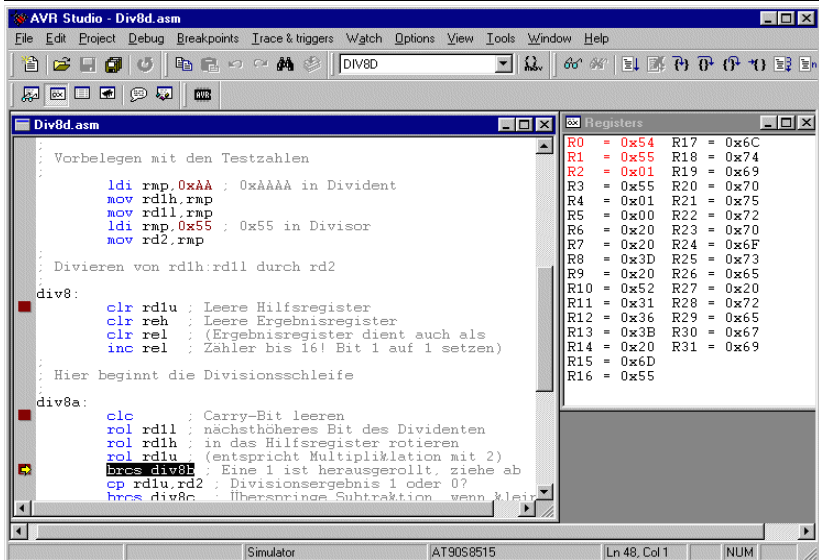 AVR Studio - Div8d.asm
File Edit Project Debug Breakpoints Trace & triggers Watch Options View Tools Window Help
DIV8D
AVR
Div8d.asm
;
; Vorbelegen mit den Testzahlen
;
ldi rmp,0xAA ; 0xAAAA in Divident
mov rd1h,rmp
mov rd1l,rmp
ldi rmp,0x55 ; 0x55 in Divisor
mov rd2,rmp
;
; Divieren von rd1h:rd1l durch rd2
;
div8:
clr rd1u ; Leere Hilfsregister
clr reh ; Leere Ergebnisregister
clr rel ; (Ergebnisregister dient auch als
inc rel ; Zähler bis 16! Bit 1 auf 1 setzen)
;
; Hier beginnt die Divisionsschleife
;
div8a:
clc ; Carry-Bit leeren
rol rd1l ; nächsthöheres Bit des Dividenten
rol rd1h ; in das Hilfsregister rotieren
rol rd1u ; (entspricht Multipliklation mit 2)
brcs div8b ; Eine 1 ist herausgerollt, ziehe ab
cp rd1u,rd2 ; Divisionsergebnis 1 oder 0?
brcs div8c ; Überspringe Subtraktion, wenn klein
Registers
R0 = 0x54 R17 = 0x6C
R1 = 0x55 R18 = 0x74
R2 = 0x01 R19 = 0x69
R3 = 0x55 R20 = 0x70
R4 = 0x01 R21 = 0x75
R5 = 0x00 R22 = 0x72
R6 = 0x20 R23 = 0x70
R7 = 0x20 R24 = 0x6F
R8 = 0x3D R25 = 0x73
R9 = 0x20 R26 = 0x65
R10 = 0x52 R27 = 0x20
R11 = 0x31 R28 = 0x72
R12 = 0x36 R29 = 0x65
R13 = 0x3B R30 = 0x67
R14 = 0x20 R31 = 0x69
R15 = 0x6D
R16 = 0x55
Simulator AT90S8515 Ln 48, Col 1 NUM